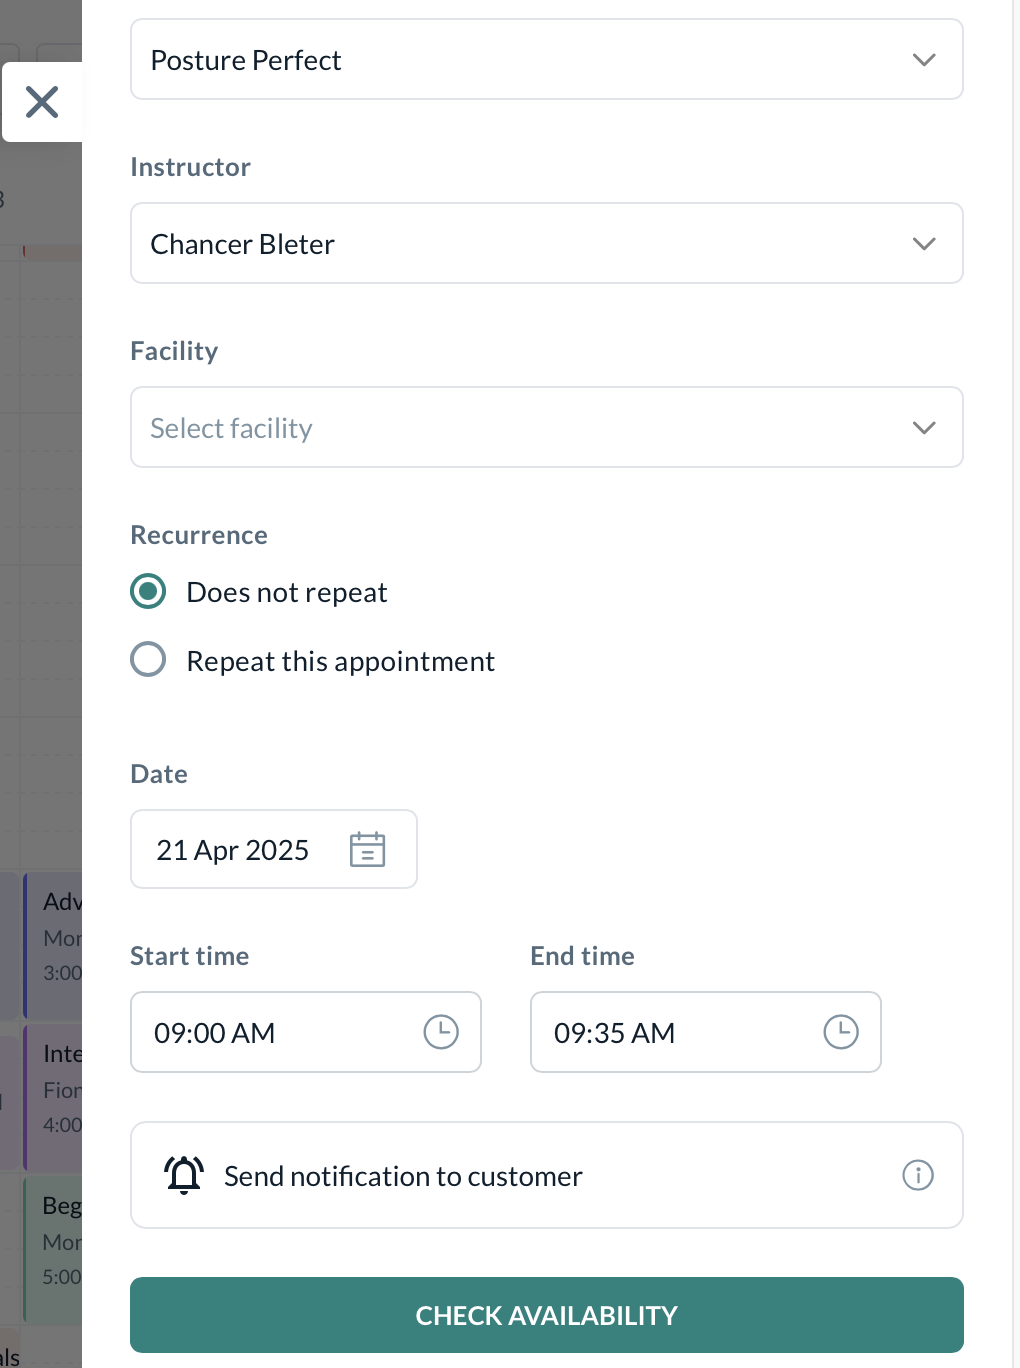 Posture Perfect
Instructor
Chancer Bleter
Facility
Select facility
Recurrence
Does not repeat
Repeat this appointment
Date
21 Apr 2025
Start time
End time
09:00 AM
09:35 AM
Send notification to customer
CHECK AVAILABILITY
Adv
Mor
3:00
Inte
Fion
4:00
Beg
Mor
5:00
als